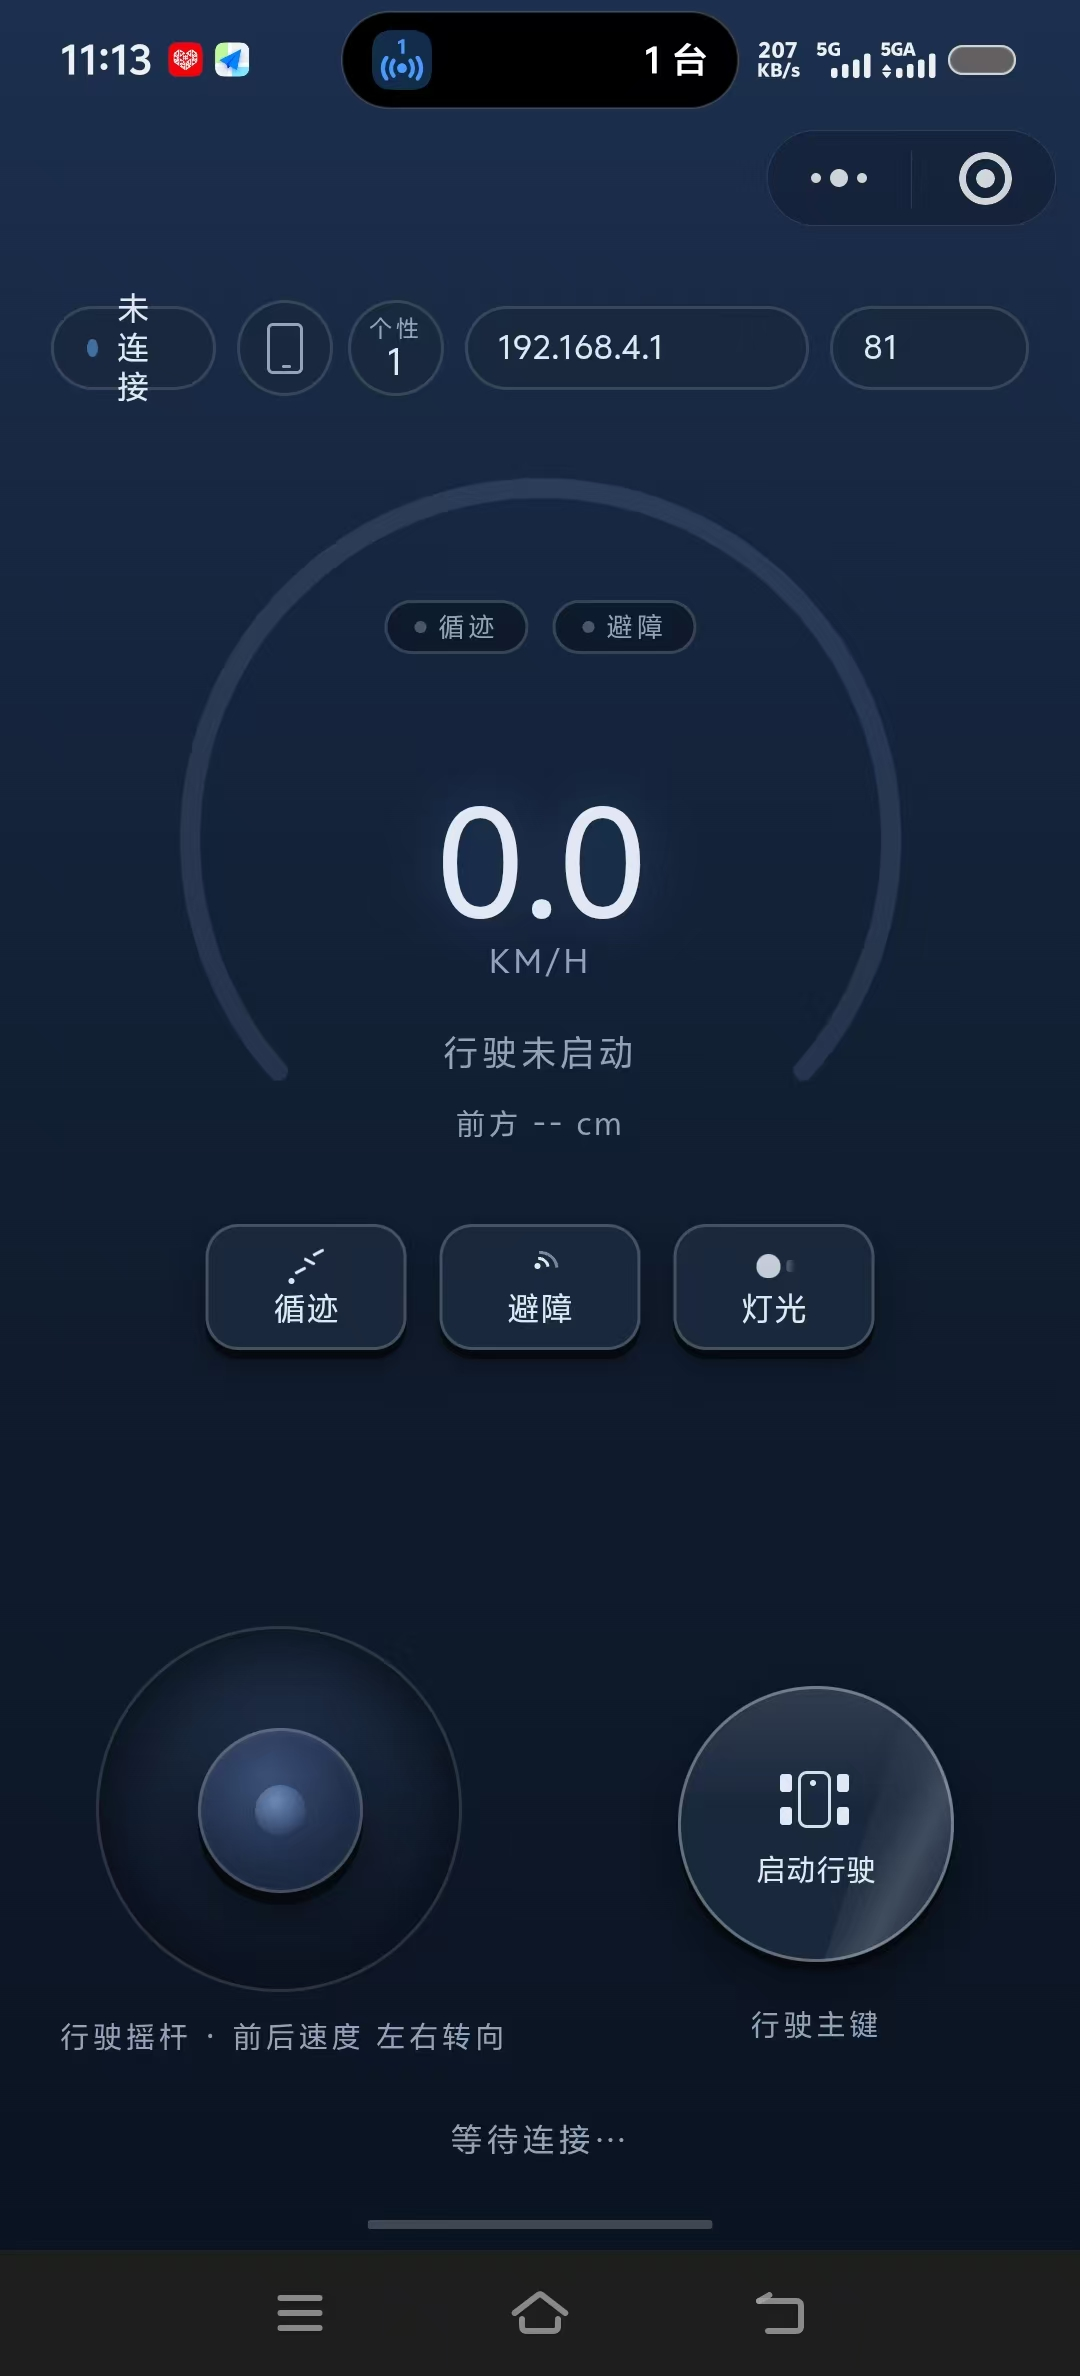 11:13
1
1 台
207 KB/s
5G
5GA
未连接
个性
1
192.168.4.1
81
循迹
避障
0.0
KM/H
行驶未启动
前方 -- cm
循迹
避障
灯光
启动行驶
行驶摇杆 · 前后速度 左右转向
行驶主键
等待连接···